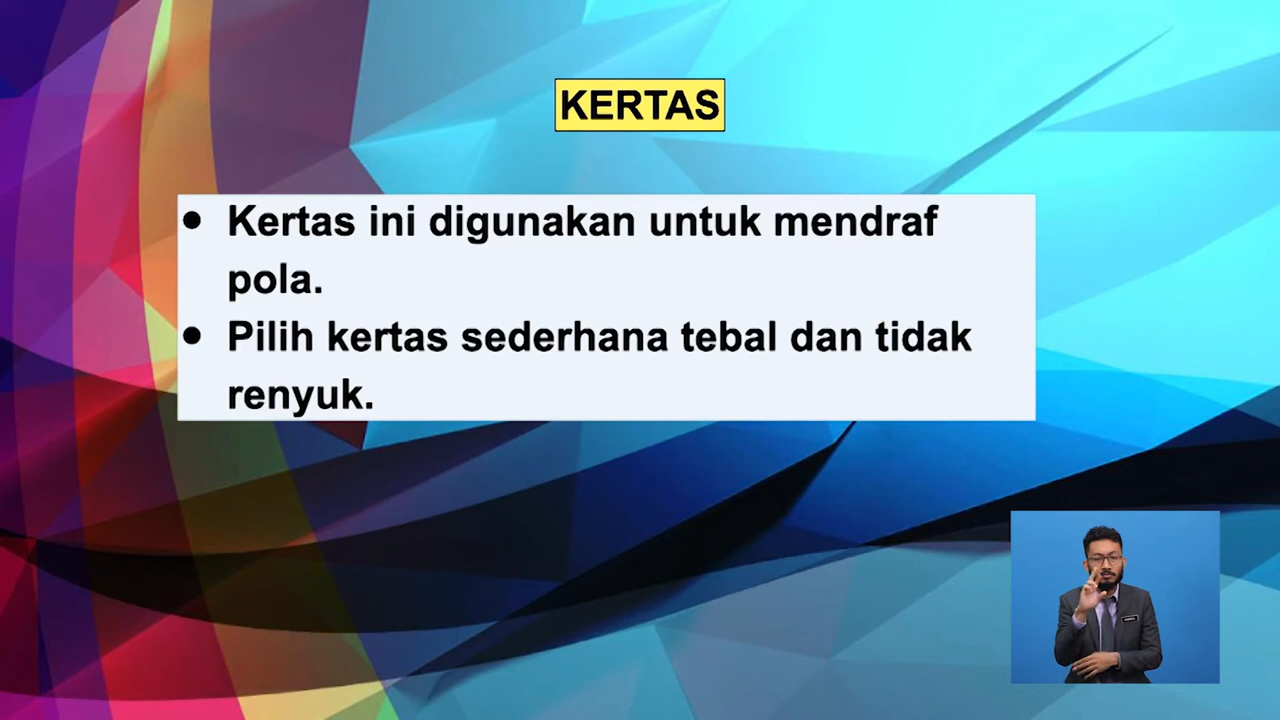 KERTAS
● Kertas ini digunakan untuk mendraf
pola.
● Pilih kertas sederhana tebal dan tidak
renyuk.